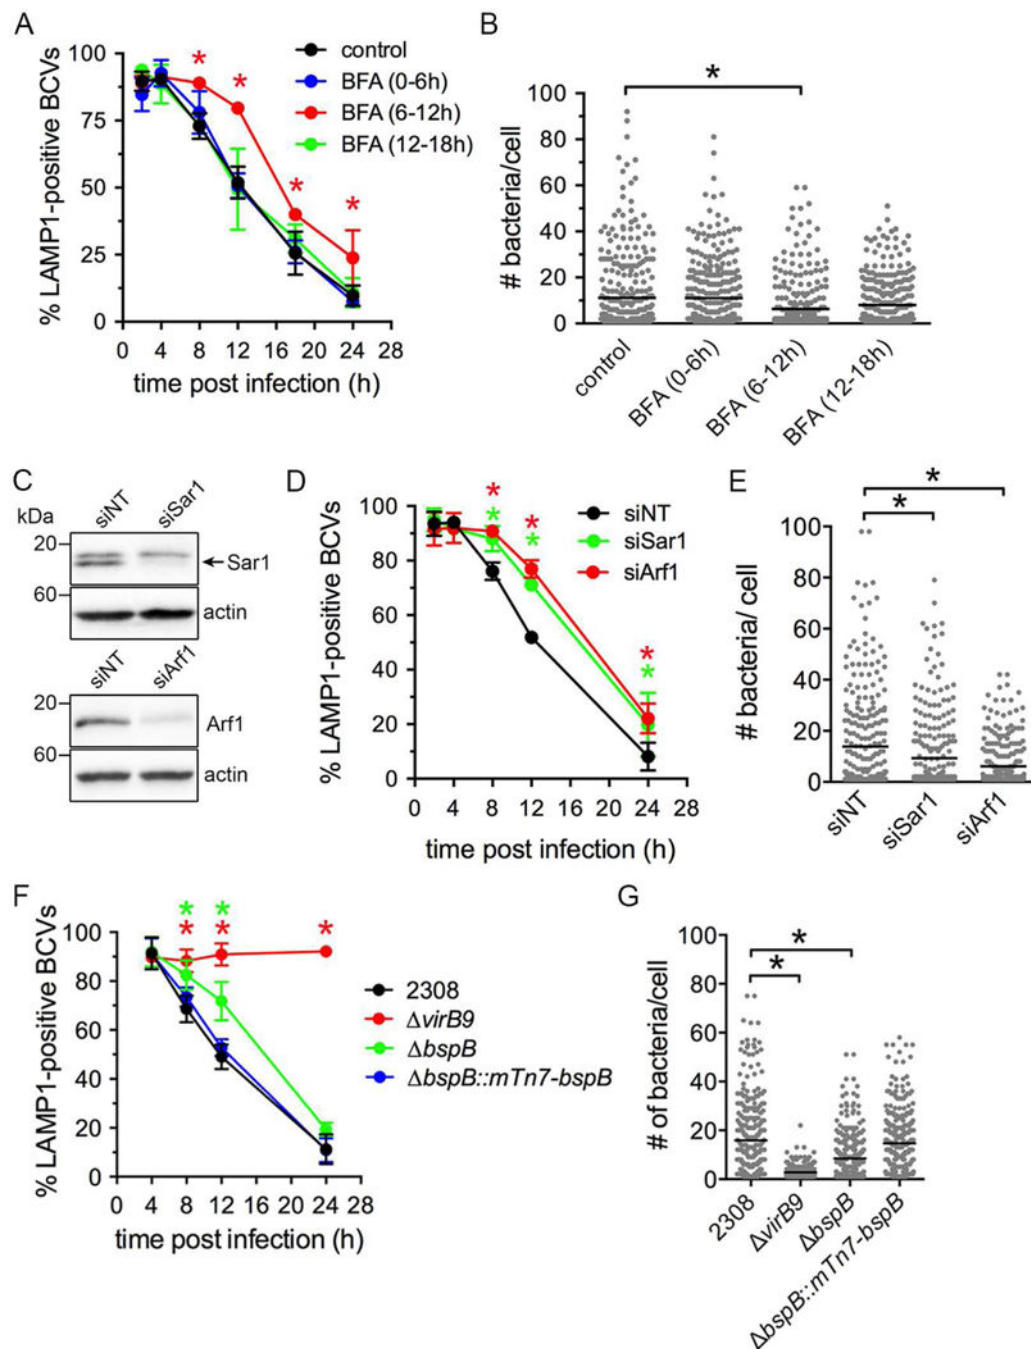 A
control
BFA (0-6h)
BFA (6-12h)
BFA (12-18h)
* * * *
100
75
50
25
0
% LAMP1-positive BCVs
0 4 8 12 16 20 24 28
time post infection (h)
B
*
100
80
60
40
20
0
# bacteria/cell
control
BFA (0-6h)
BFA (6-12h)
BFA (12-18h)
C
kDa
siNT siSar1
20
Sar1
60
actin
siNT siArf1
20
Arf1
60
actin
D
* * *
* * *
siNT
siSar1
siArf1
100
80
60
40
20
0
% LAMP1-positive BCVs
0 4 8 12 16 20 24 28
time post infection (h)
E
*
*
100
80
60
40
20
0
# bacteria/ cell
siNT
siSar1
siArf1
F
* *
* * *
2308
ΔvirB9
ΔbspB
ΔbspB::mTn7-bspB
100
80
60
40
20
0
% LAMP1-positive BCVs
0 4 8 12 16 20 24 28
time post infection (h)
G
*
*
100
80
60
40
20
0
# of bacteria/cell
2308
ΔvirB9
ΔbspB
ΔbspB::mTn7-bspB